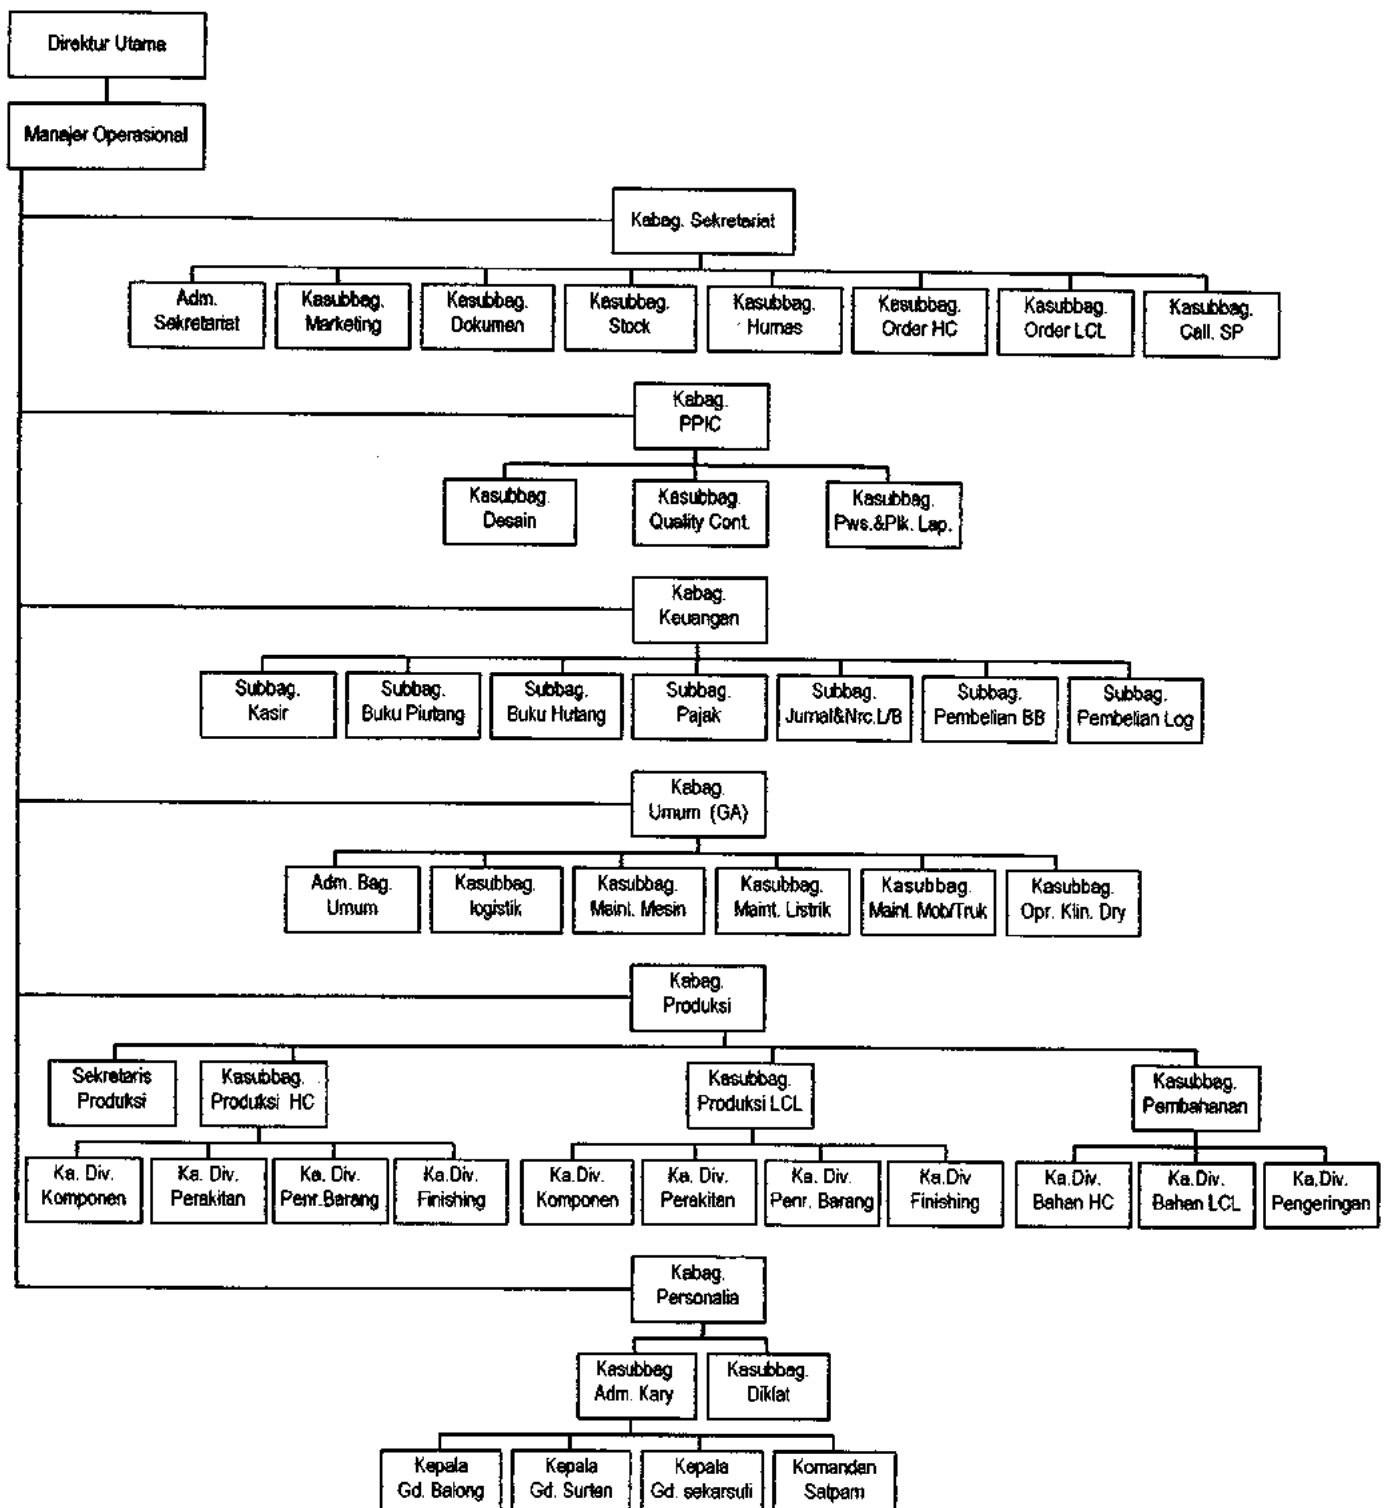 Direktur Utama
Manajer Operasional
Kabag. Sekretariat
Adm.
Sekretariat
Kasubbag.
Marketing
Kasubbag.
Dokumen
Kasubbag.
Stock
Kasubbag.
Humas
Kasubbag.
Order HC
Kasubbag.
Order LCL
Kasubbag.
Call. SP
Kabag.
PPIC
Kasubbag.
Desain
Kasubbag.
Quality Cont.
Kasubbag.
Pws.&Plk. Lap.
Kabag.
Keuangan
Subbag.
Kasir
Subbag.
Buku Piutang
Subbag.
Buku Hutang
Subbag.
Pajak
Subbag.
Jurnal&Nrc.L/B
Subbag.
Pembelian BB
Subbag.
Pembelian Log
Kabag.
Umum (GA)
Adm. Bag.
Umum
Kasubbag.
logistik
Kasubbag.
Maint. Mesin
Kasubbag.
Maint. Listrik
Kasubbag.
Maint. Mob/Truk
Kasubbag.
Opr. Klin. Dry
Kabag.
Produksi
Sekretaris
Produksi
Kasubbag.
Produksi HC
Kasubbag.
Produksi LCL
Kasubbag.
Pembahanan
Ka. Div.
Komponen
Ka. Div.
Perakitan
Ka. Div.
Penr.Barang
Ka.Div.
Finishing
Ka.Div.
Komponen
Ka. Div.
Perakitan
Ka. Div.
Penr. Barang
Ka.Div
Finishing
Ka.Div.
Bahan HC
Ka.Div.
Bahan LCL
Ka,Div.
Pengeringan
Kabag.
Personalia
Kasubbag
Adm. Kary
Kasubbag.
Diklat
Kepala
Gd. Balong
Kepala
Gd. Surten
Kepala
Gd. sekarsuli
Komandan
Satpam